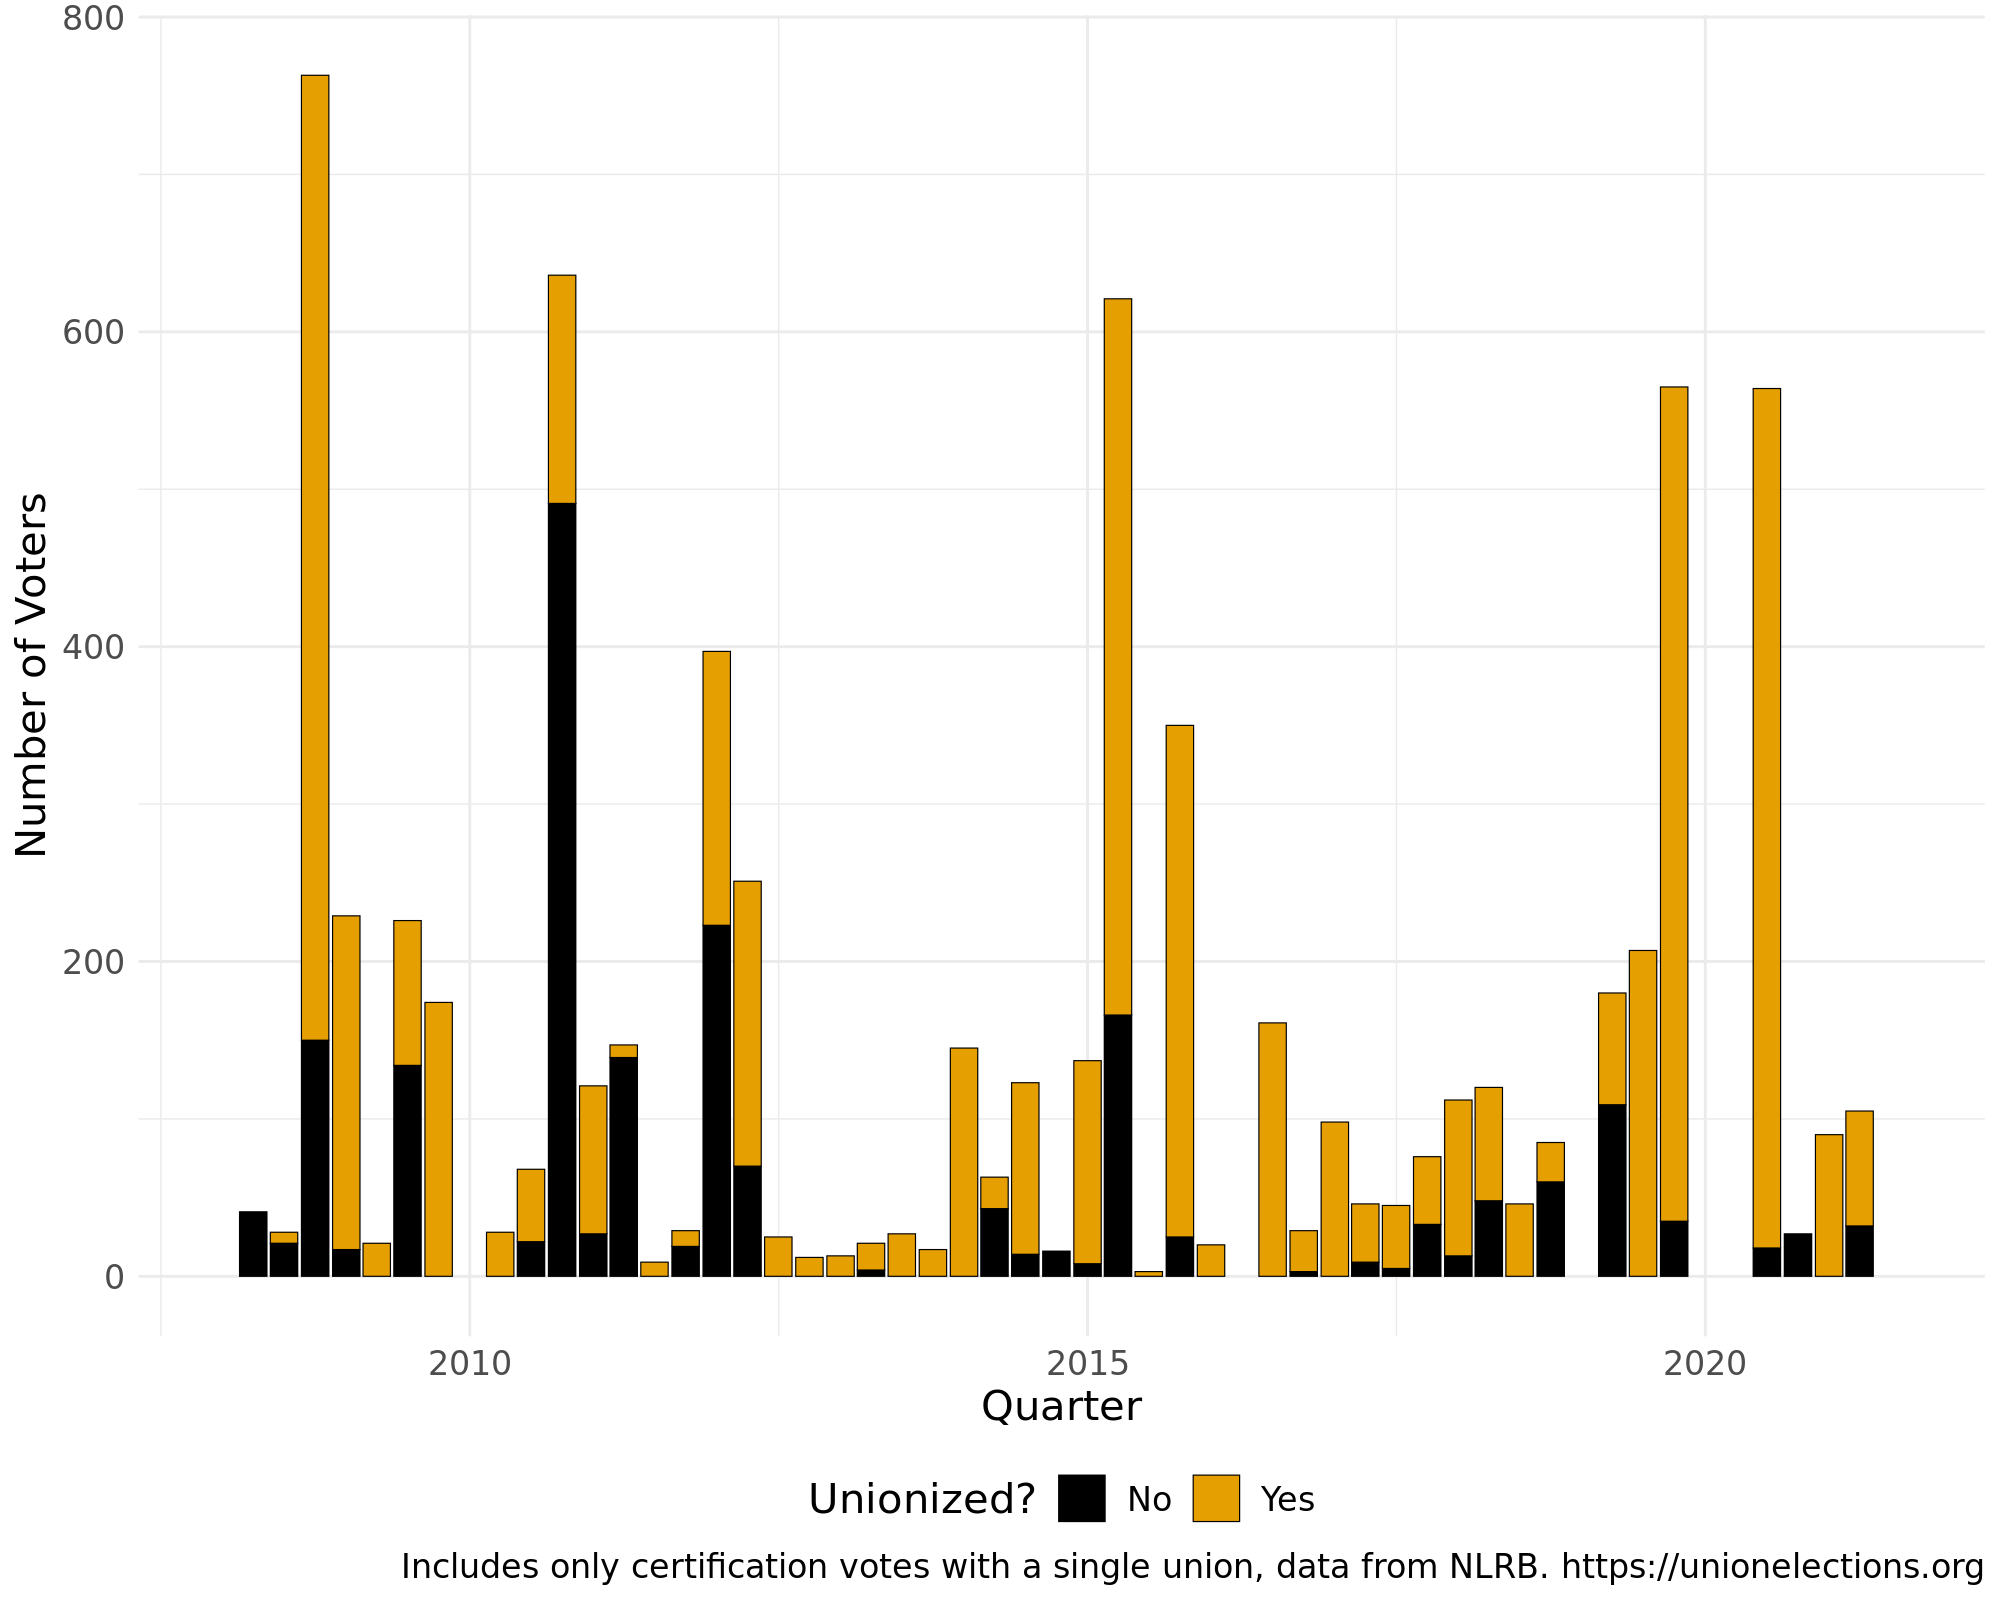 800
600
400
200
0
Number of Voters
2010 2015 2020
Quarter
Unionized? No Yes
Includes only certification votes with a single union, data from NLRB. https://unionelections.org